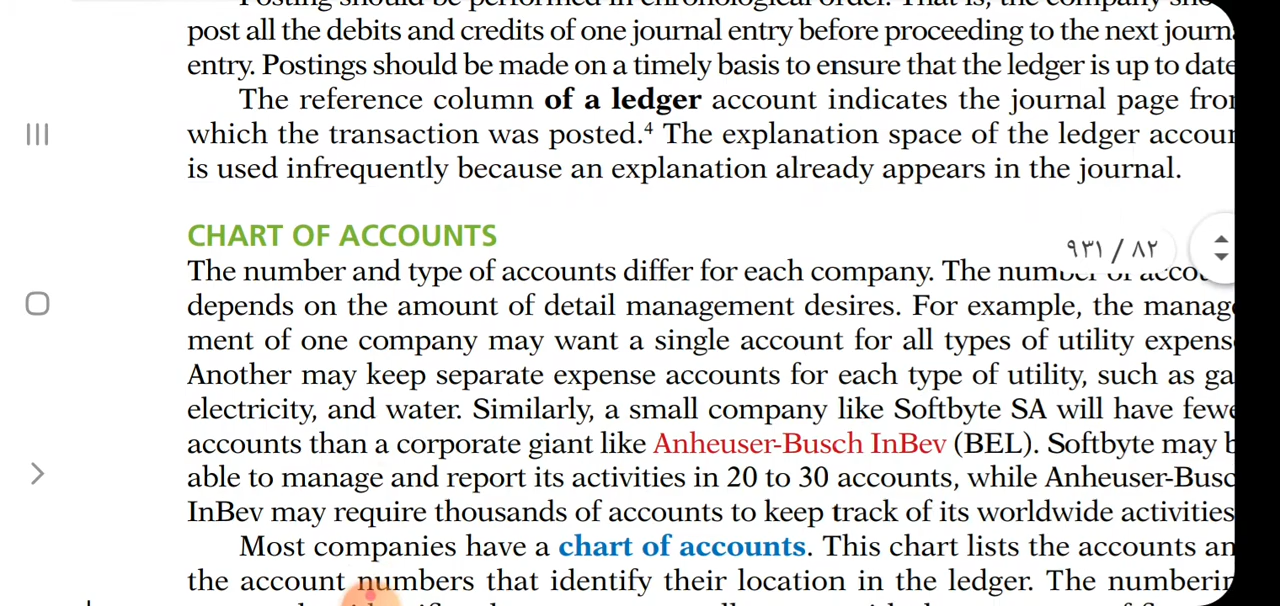 post all the debits and credits of one journal entry before proceeding to the next journ
entry. Postings should be made on a timely basis to ensure that the ledger is up to date
The reference column of a ledger account indicates the journal page fro
which the transaction was posted.⁴ The explanation space of the ledger accoun
is used infrequently because an explanation already appears in the journal.
CHART OF ACCOUNTS
٩٣١ / ٨٢
The number and type of accounts differ for each company. The number of accou
depends on the amount of detail management desires. For example, the manag
ment of one company may want a single account for all types of utility expens
Another may keep separate expense accounts for each type of utility, such as ga
electricity, and water. Similarly, a small company like Softbyte SA will have fewe
accounts than a corporate giant like Anheuser-Busch InBev (BEL). Softbyte may b
able to manage and report its activities in 20 to 30 accounts, while Anheuser-Busc
InBev may require thousands of accounts to keep track of its worldwide activities
Most companies have a chart of accounts. This chart lists the accounts an
the account numbers that identify their location in the ledger. The numberin